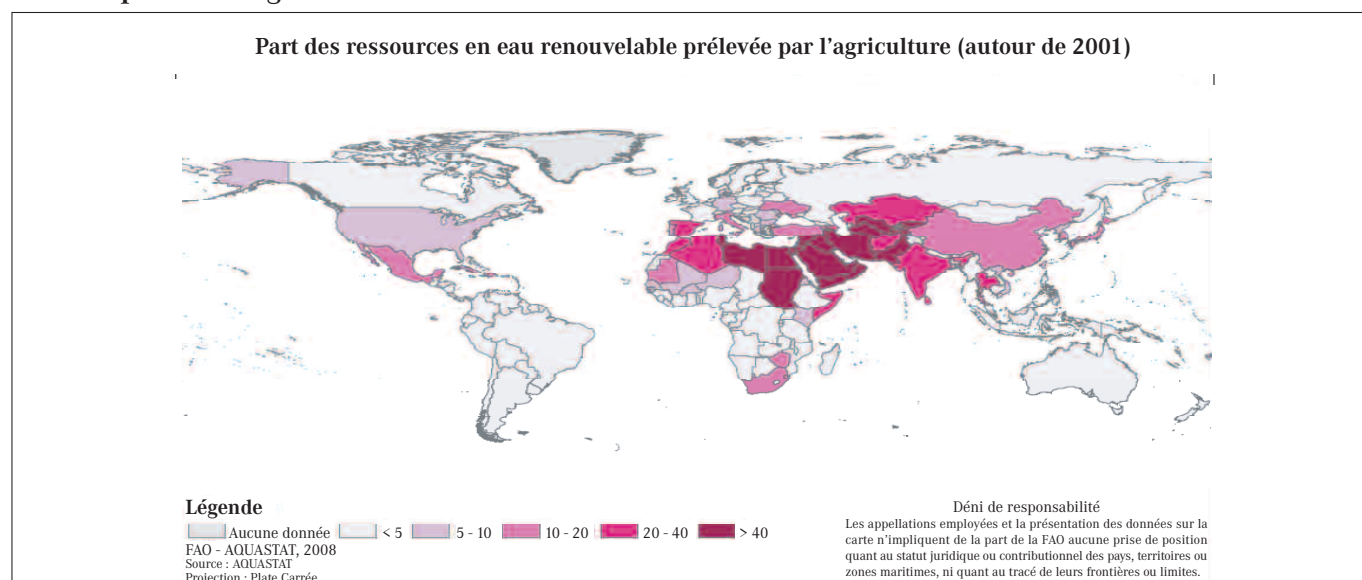 Part des ressources en eau renouvelable prélevée par l'agriculture (autour de 2001)
Légende
Aucune donnée < 5 5 - 10 10 - 20 20 - 40 > 40
FAO - AQUASTAT, 2008
Source : AQUASTAT
Projection : Plate Carrée
Déni de responsabilité
Les appellations employées et la présentation des données sur la
carte n'impliquent de la part de la FAO aucune prise de position
quant au statut juridique ou contributionnel des pays, territoires ou
zones maritimes, ni quant au tracé de leurs frontières ou limites.